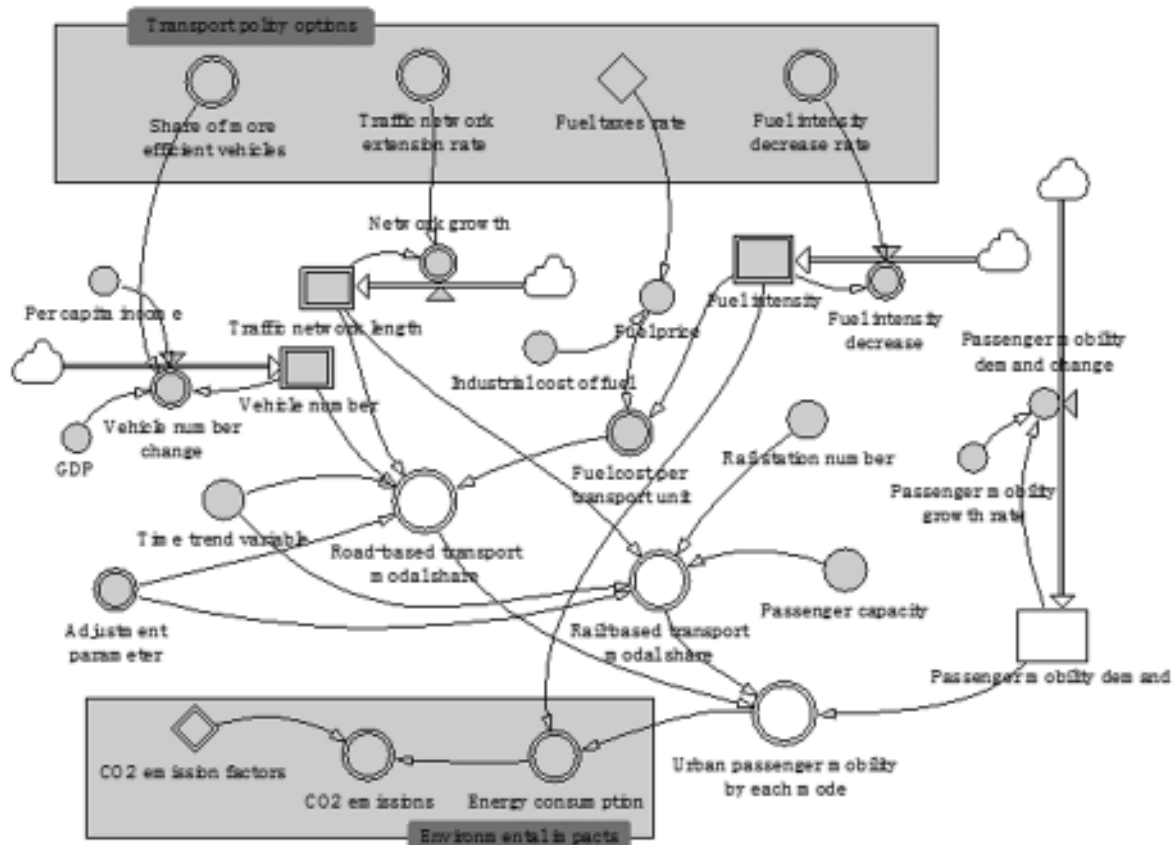 Transport policy options
Share of more
efficient vehicles
Traffic network
extension rate
Fuel taxes rate
Fuel intensity
decrease rate
Network growth
Per capita income
Traffic network length
Fuel price
Fuel intensity
Fuel intensity
decrease
Passenger mobility
demand change
Industrial cost of fuel
Vehicle number
Vehicle number
change
GDP
Fuel cost per
transport unit
Rail station number
Passenger mobility
growth rate
Time trend variable
Road-based transport
modal share
Adjustment
parameter
Rail-based transport
modal share
Passenger capacity
Passenger mobility demand
CO2 emission factors
CO2 emissions
Energy consumption
Urban passenger mobility
by each mode
Environmental impacts